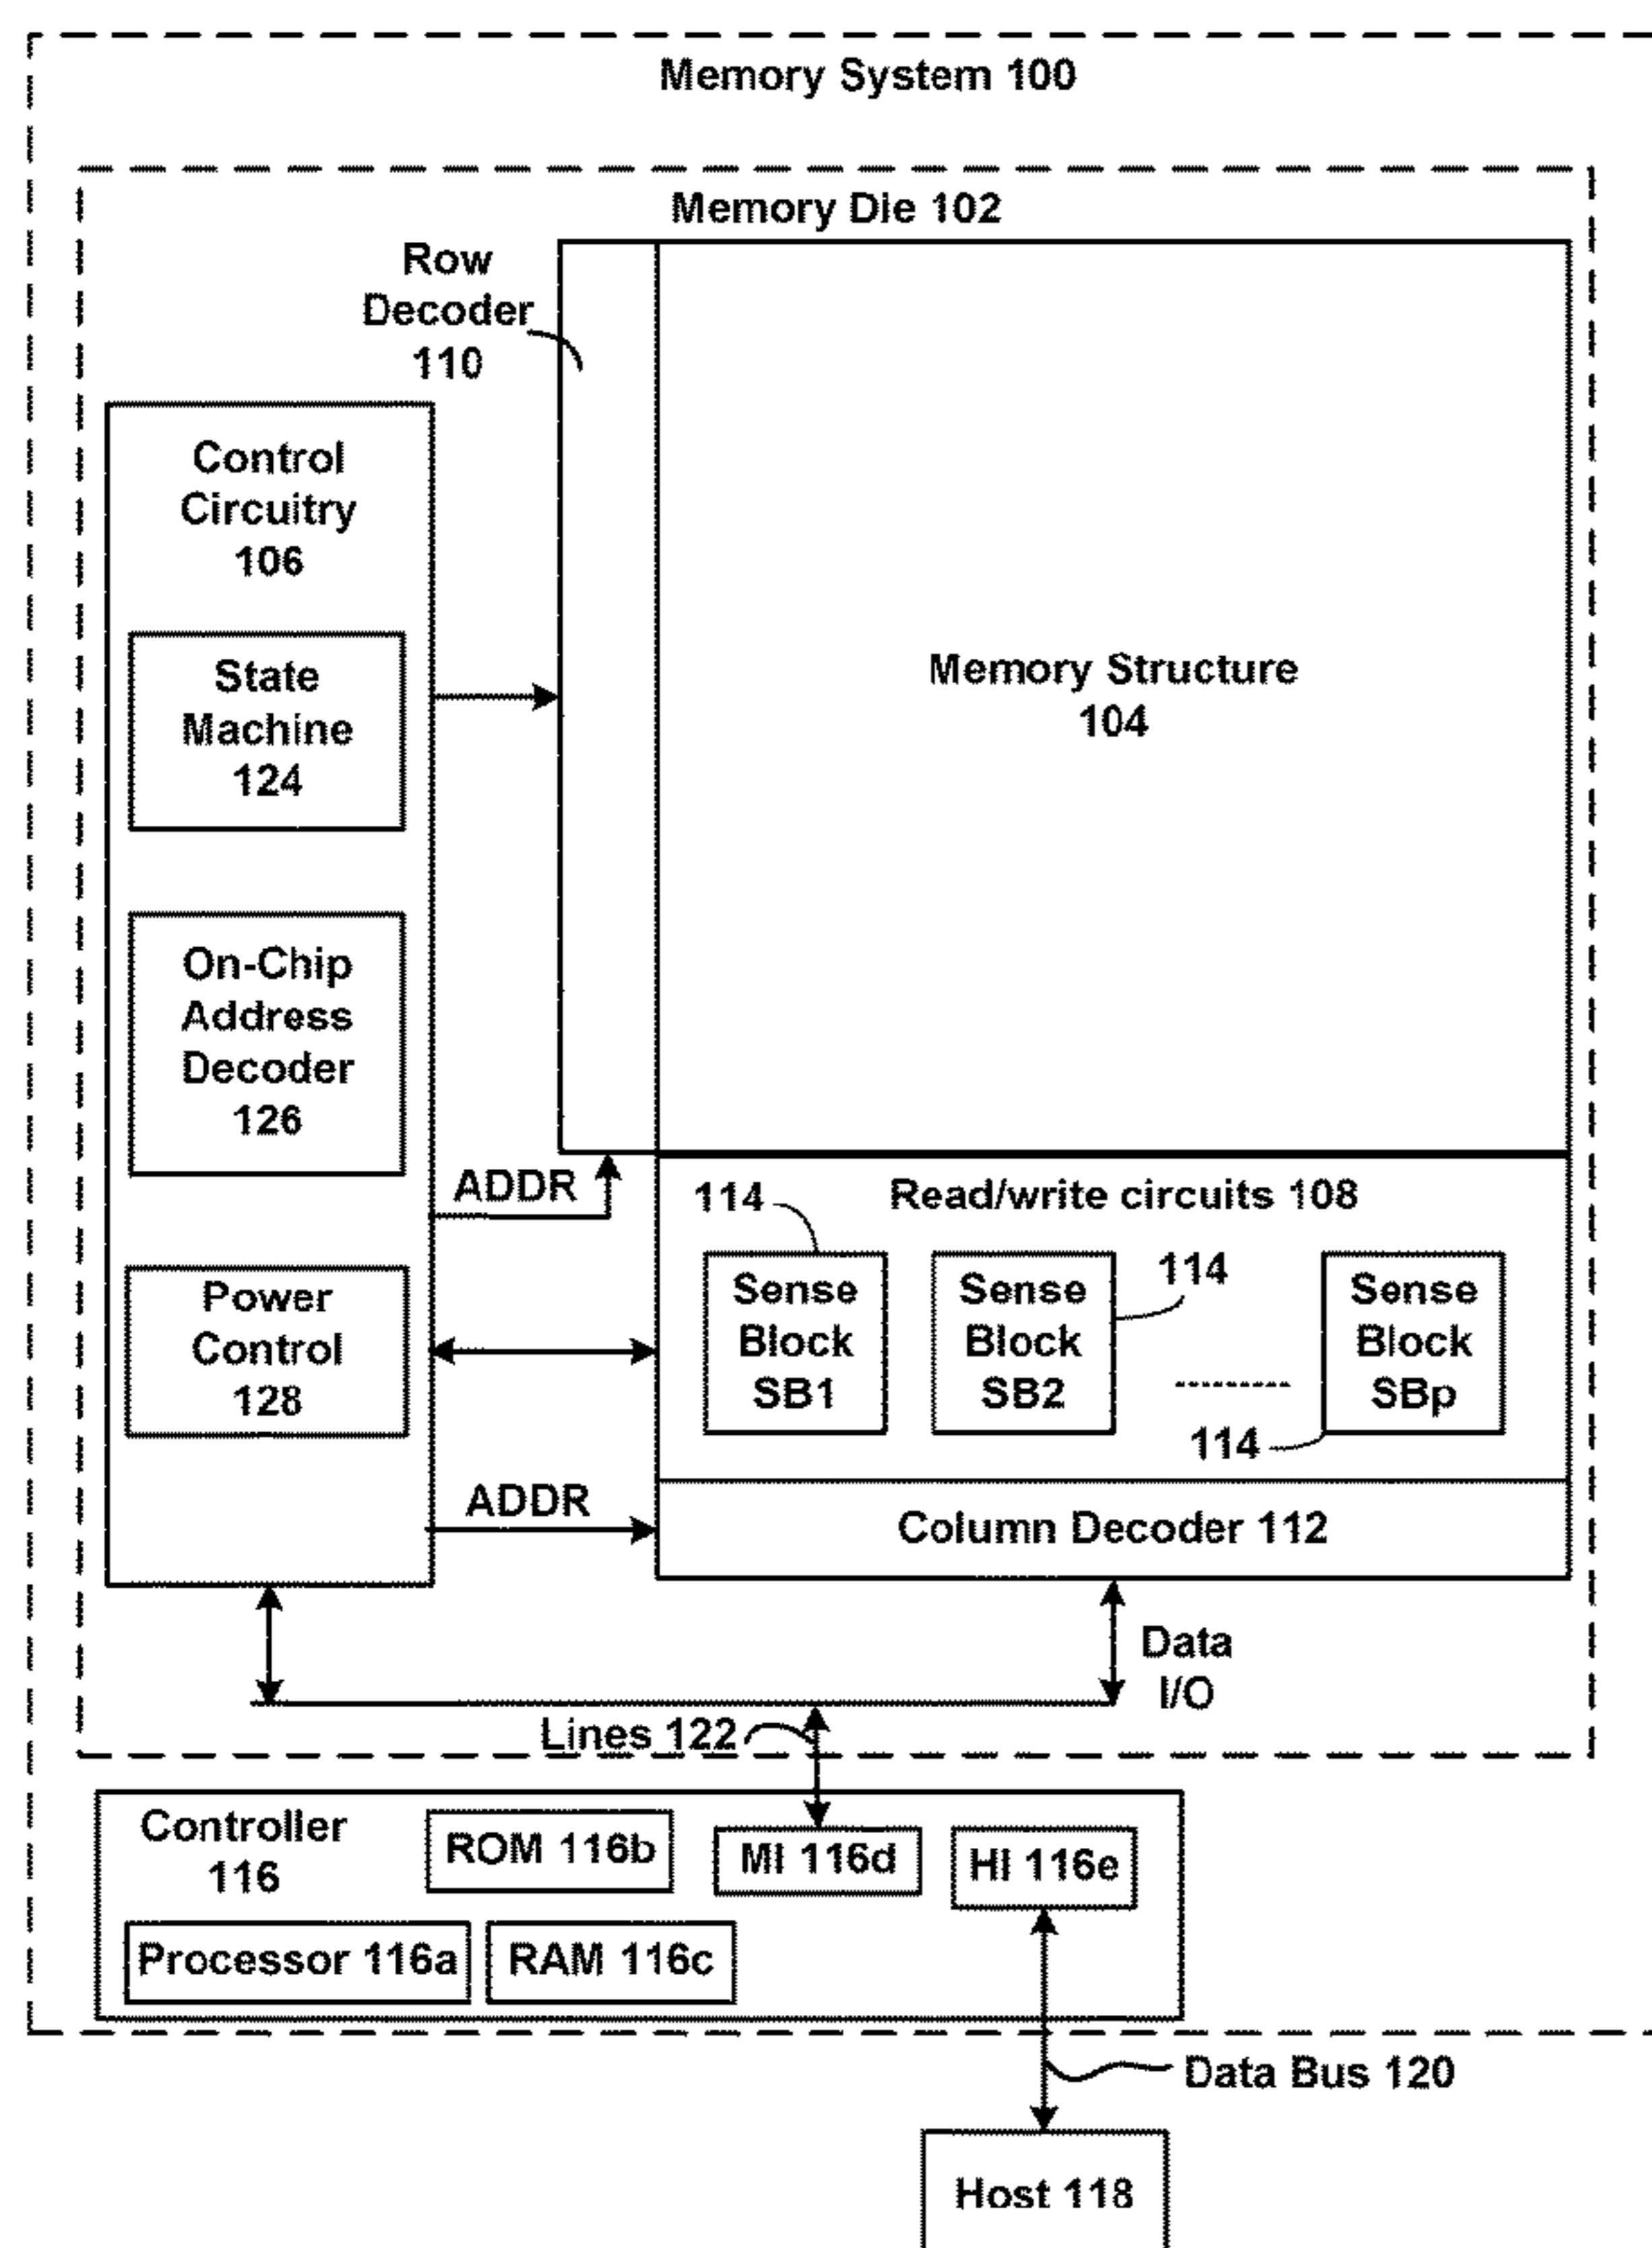 Memory System 100
Memory Die 102
Row
Decoder
110
Control
Circuitry
106
State
Machine
124
On-Chip
Address
Decoder
126
Power
Control
128
Memory Structure
104
ADDR
114
Read/write circuits 108
Sense
Block
SB1
Sense
Block
SB2
114
Sense
Block
SBp
114
ADDR
Column Decoder 112
Data
I/O
Lines 122
Controller
116
ROM 116b
MI 116d
HI 116e
Processor 116a
RAM 116c
Data Bus 120
Host 118